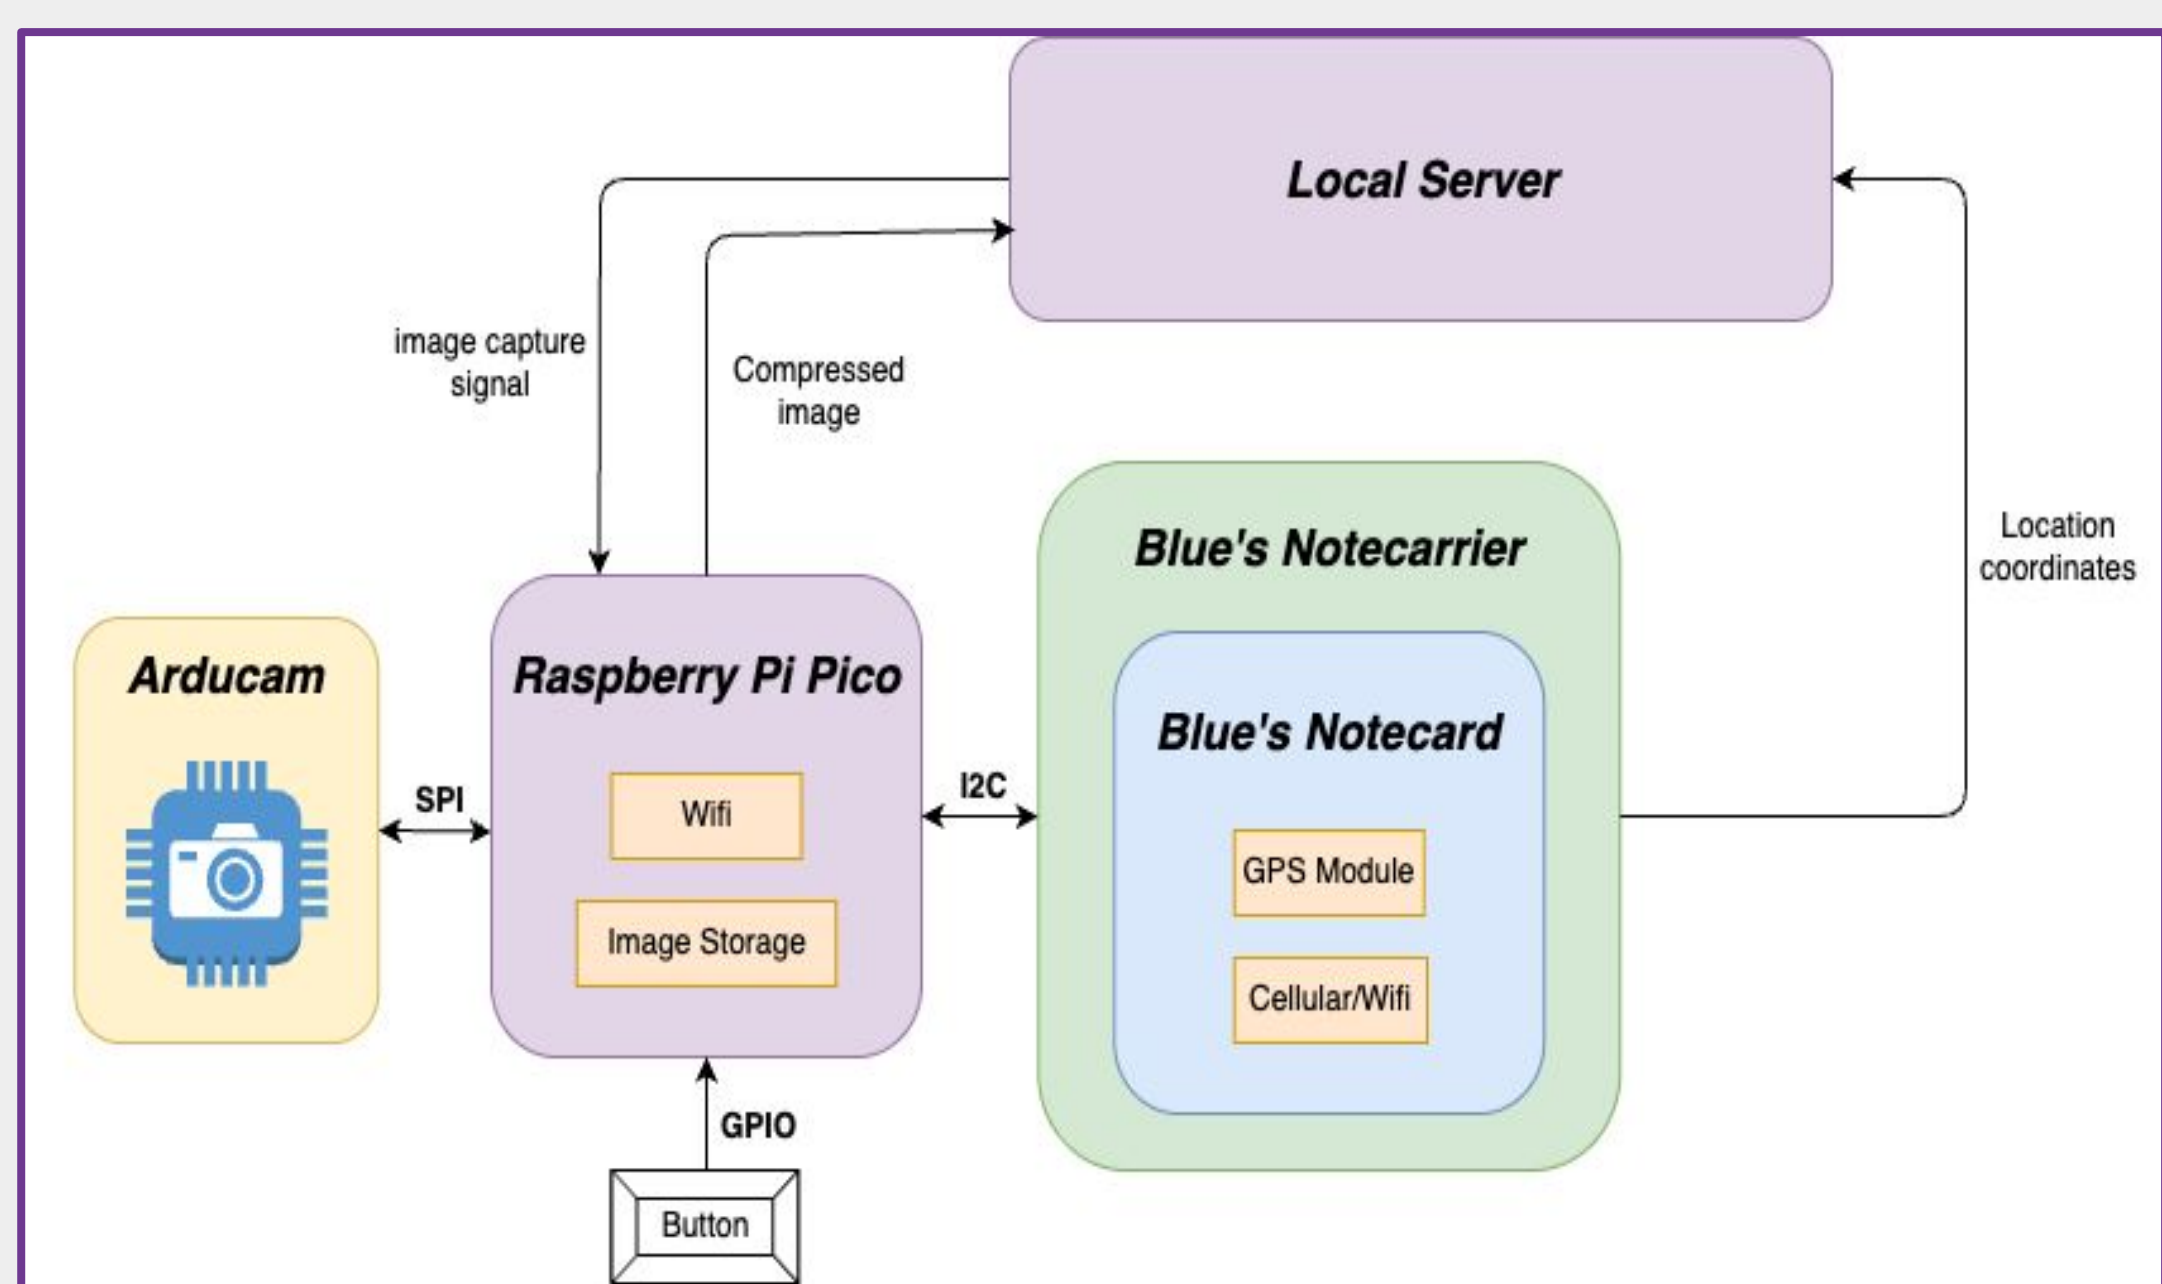 Local Server
image capture
signal
Compressed
image
Location
coordinates
Blue's Notecarrier
Arducam
Raspberry Pi Pico
Blue's Notecard
SPI
Wifi
I2C
GPS Module
Image Storage
Cellular/Wifi
GPIO
Button